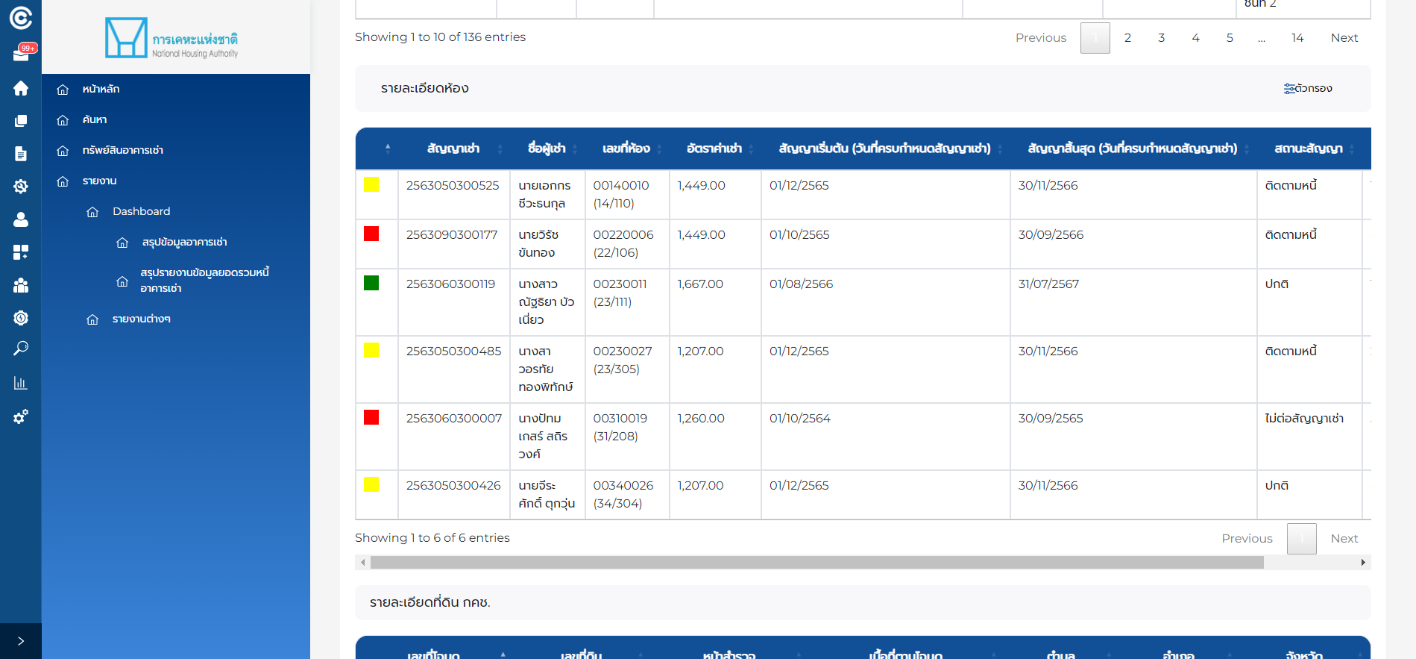 ชั้นที่ 2
Showing 1 to 10 of 136 entries
Previous 1 2 3 4 5 ... 14 Next
99+
การเคหะแห่งชาติ
National Housing Authority
หน้าหลัก
ค้นหา
ทรัพย์สินอาคารเช่า
รายงาน
Dashboard
สรุปข้อมูลอาคารเช่า
สรุปรายงานข้อมูลยอดรวมหนี้
อาคารเช่า
รายงานต่างๆ
รายละเอียดห้อง
ตัวกรอง
สัญญาเช่า ชื่อผู้เช่า เลขที่ห้อง อัตราค่าเช่า สัญญาเริ่มต้น (วันที่ครบกำหนดสัญญาเช่า) สัญญาสิ้นสุด (วันที่ครบกำหนดสัญญาเช่า) สถานะสัญญา
2563050300525 นายเอกกร 00140010 1,449.00 01/12/2565 30/11/2566 ติดตามหนี้
ชีวะธนกุล (14/110)
2563090300177 นายวิรัช 00220006 1,449.00 01/10/2565 30/09/2566 ติดตามหนี้
ขันทอง (22/106)
2563060300119 นางสาว 00230011 1,667.00 01/08/2566 31/07/2567 ปกติ
ณัฐธิยา บัว (23/111)
เนี่ยว
2563050300485 นางสา 00230027 1,207.00 01/12/2565 30/11/2566 ติดตามหนี้
วอรทัย (23/305)
ทองพิทักษ์
2563060300007 นางปัทม 00310019 1,260.00 01/10/2564 30/09/2565 ไม่ต่อสัญญาเช่า
เกสร์ สถิร (31/208)
วงศ์
2563050300426 นายจีระ 00340026 1,207.00 01/12/2565 30/11/2566 ปกติ
ศักดิ์ ตุกวุ่น (34/304)
Showing 1 to 6 of 6 entries
Previous 1 Next
รายละเอียดที่ดิน กคช.
เลขที่โฉนด เลขที่ดิน หน้าสำรวจ เนื้อที่ตามโฉนด ตำบล อำเภอ จังหวัด